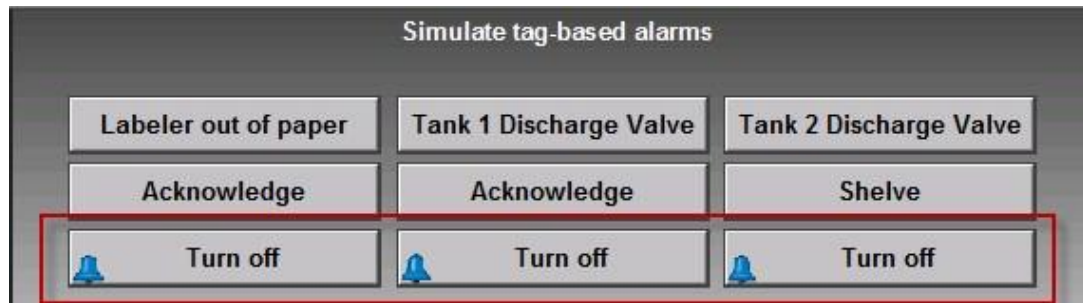 Simulate tag-based alarms
Labeler out of paper Tank 1 Discharge Valve Tank 2 Discharge Valve
Acknowledge Acknowledge Shelve
Turn off Turn off Turn off